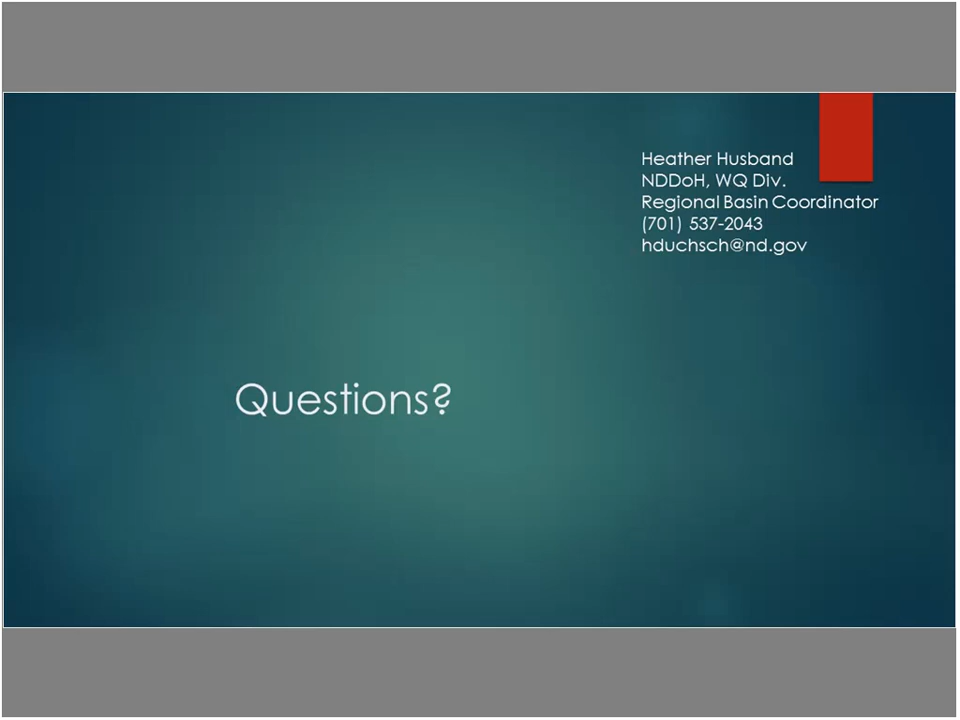 Heather Husband
NDDoH, WQ Div.
Regional Basin Coordinator
(701) 537-2043
hduchsch@nd.gov
Questions?